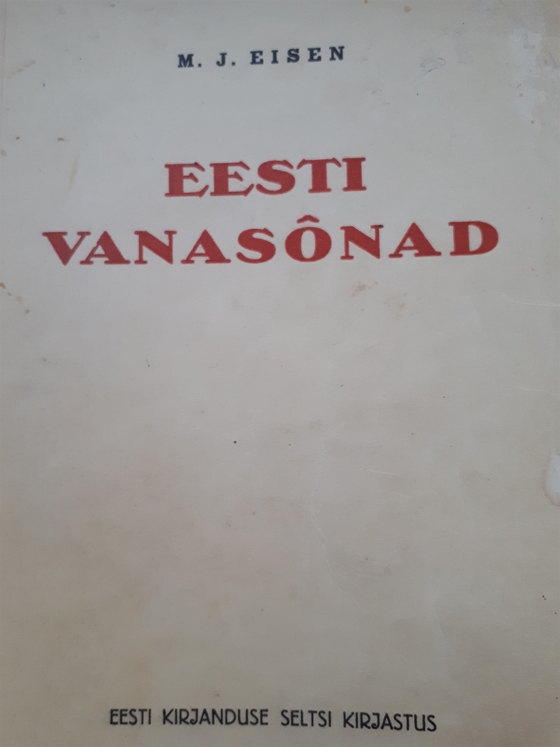 M. J. EISEN
EESTI
VANASÔNAD
EESTI KIRJANDUSE SELTSI KIRJASTUS